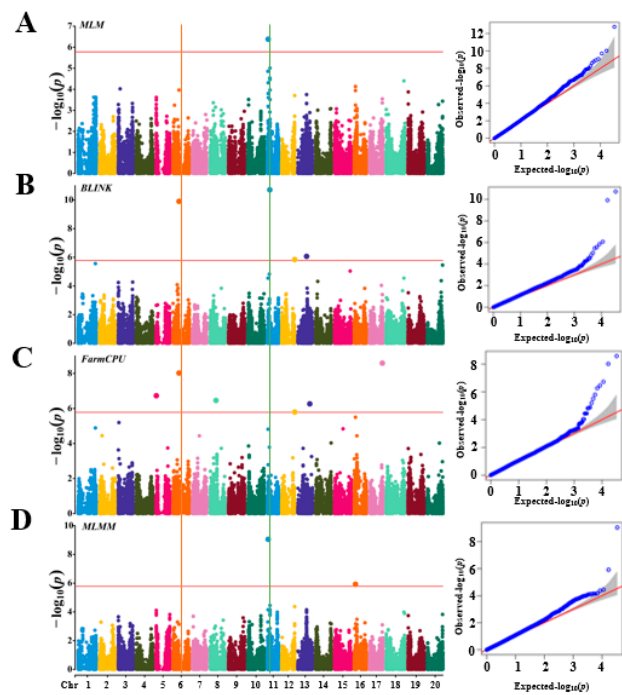 A
MLM
7
6
5
4
3
2
1
0
−log₁₀(p)
12
10
8
6
4
2
0
Observed-log₁₀(p)
0 1 2 3 4
Expected-log₁₀(p)
B
BLINK
10
8
6
4
2
0
−log₁₀(p)
10
8
6
4
2
0
Observed-log₁₀(p)
0 1 2 3 4
Expected-log₁₀(p)
C
FarmCPU
8
6
4
2
0
−log₁₀(p)
8
6
4
2
0
Observed-log₁₀(p)
0 1 2 3 4
Expected-log₁₀(p)
D
MLMM
10
8
6
4
2
0
−log₁₀(p)
Chr 1 2 3 4 5 6 7 8 9 10 11 12 13 14 15 16 17 18 19 20
8
6
4
2
0
Observed-log₁₀(p)
0 1 2 3 4
Expected-log₁₀(p)